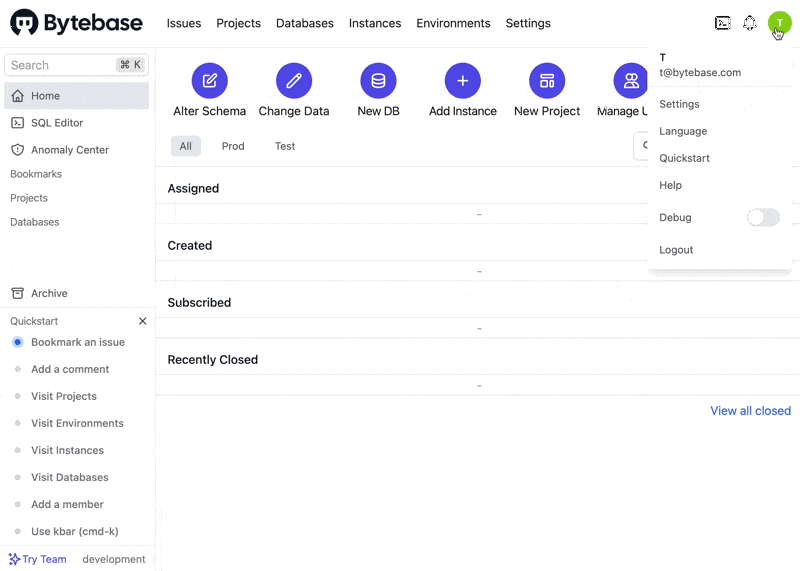 Bytebase
Issues
Projects
Databases
Instances
Environments
Settings
T
Search
⌘ K
Home
SQL Editor
Anomaly Center
Bookmarks
Projects
Databases
Archive
Quickstart
Bookmark an issue
Add a comment
Visit Projects
Visit Environments
Visit Instances
Visit Databases
Add a member
Use kbar (cmd-k)
Try Team
development
Alter Schema
Change Data
New DB
Add Instance
New Project
Manage U
All
Prod
Test
Assigned
-
Created
-
Subscribed
-
Recently Closed
-
View all closed
T
t@bytebase.com
Settings
Language
Quickstart
Help
Debug
Logout